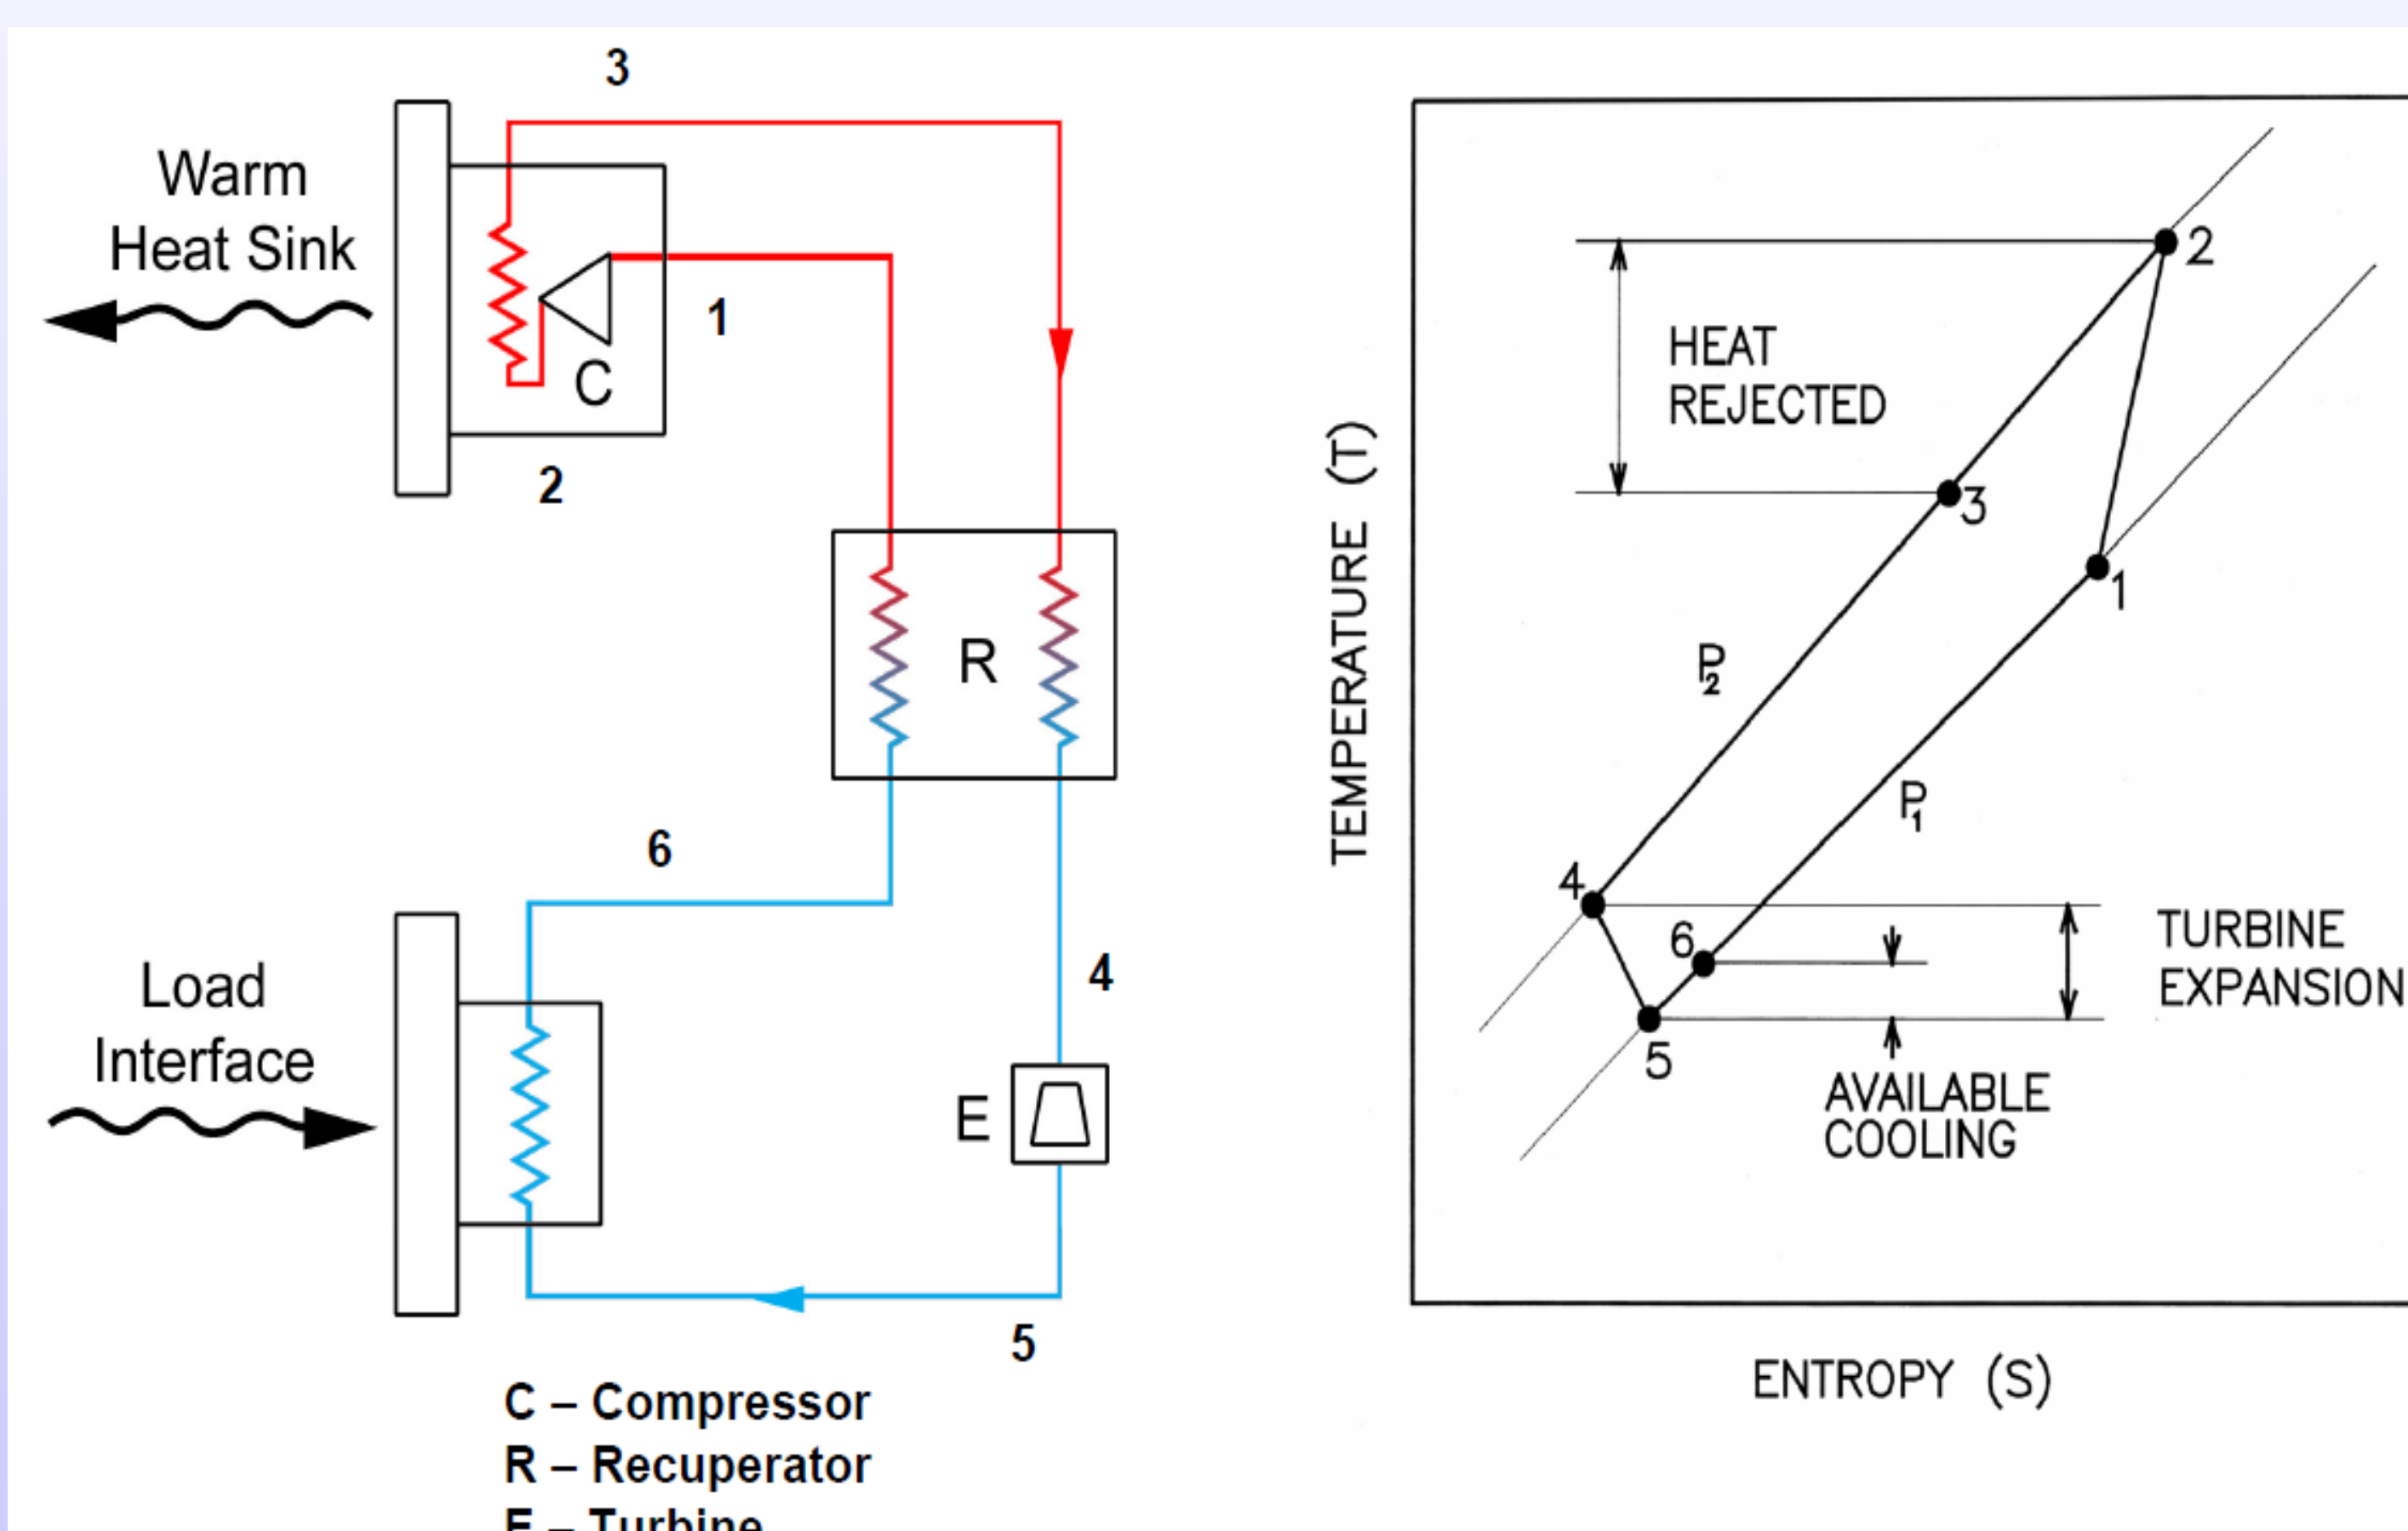 3
Warm
Heat Sink
1
C
2
R
6
Load
Interface
4
E
5
C – Compressor
R – Recuperator
E – Turbine
TEMPERATURE (T)
2
HEAT
REJECTED
3
1
P2
P1
4
6
TURBINE
EXPANSION
5
AVAILABLE
COOLING
ENTROPY (S)